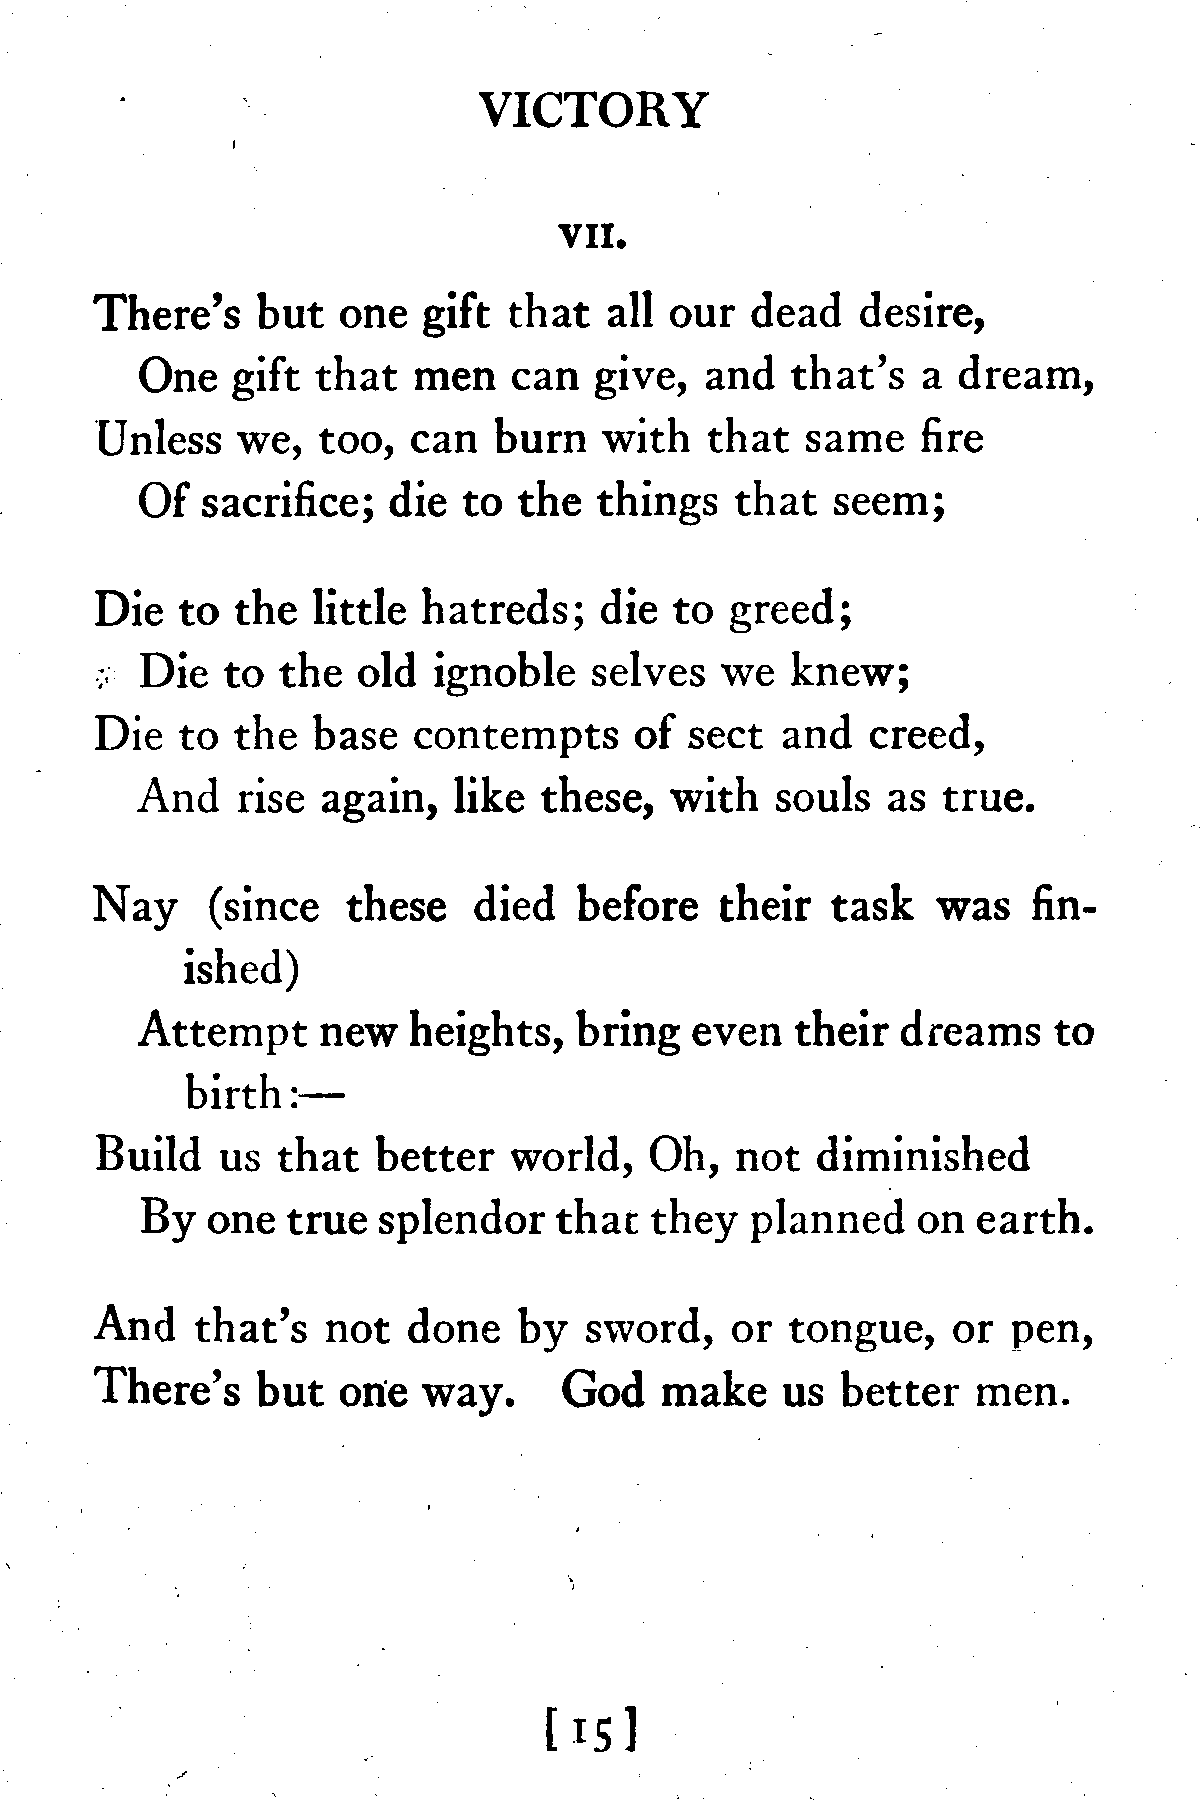 VICTORY
VII.
There's but one gift that all our dead desire,
One gift that men can give, and that's a dream,
Unless we, too, can burn with that same fire
Of sacrifice; die to the things that seem;
Die to the little hatreds; die to greed;
Die to the old ignoble selves we knew;
Die to the base contempts of sect and creed,
And rise again, like these, with souls as true.
Nay (since these died before their task was fin-
ished)
Attempt new heights, bring even their dreams to
birth:—
Build us that better world, Oh, not diminished
By one true splendor that they planned on earth.
And that's not done by sword, or tongue, or pen,
There's but one way. God make us better men.
[15]